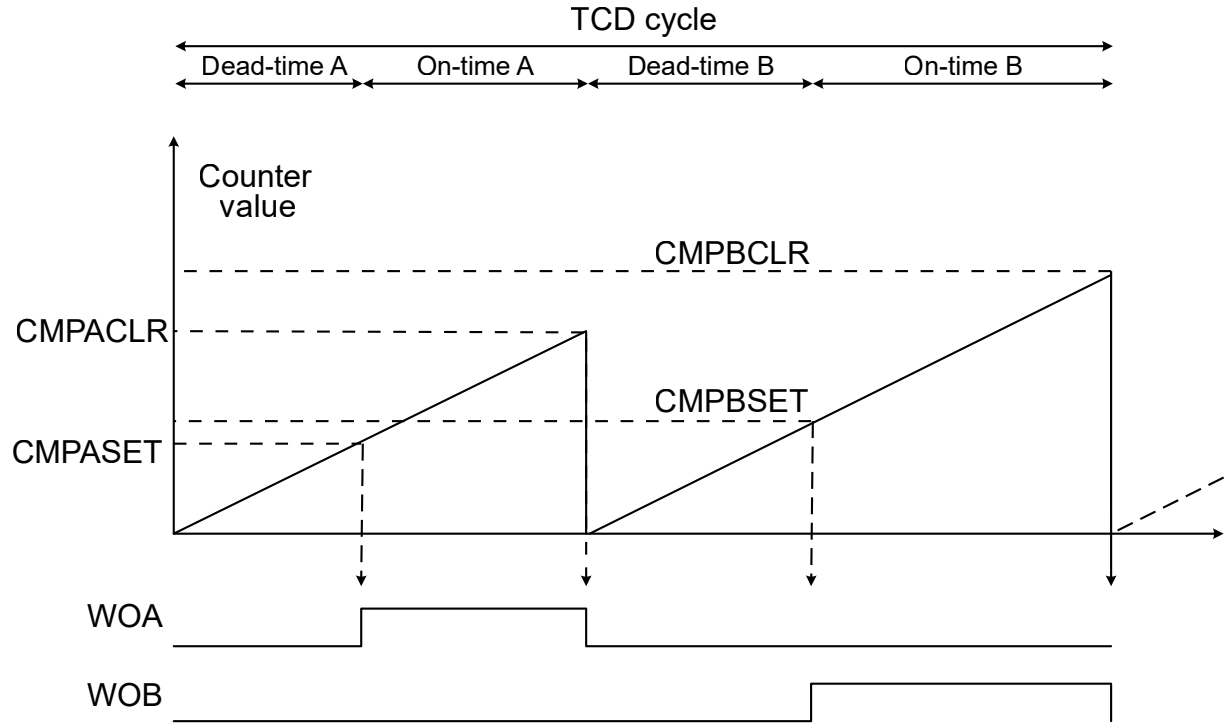 TCD cycle
Dead-time A
On-time A
Dead-time B
On-time B
Counter
value
CMPBCLR
CMPACLR
CMPBSET
CMPASET
WOA
WOB